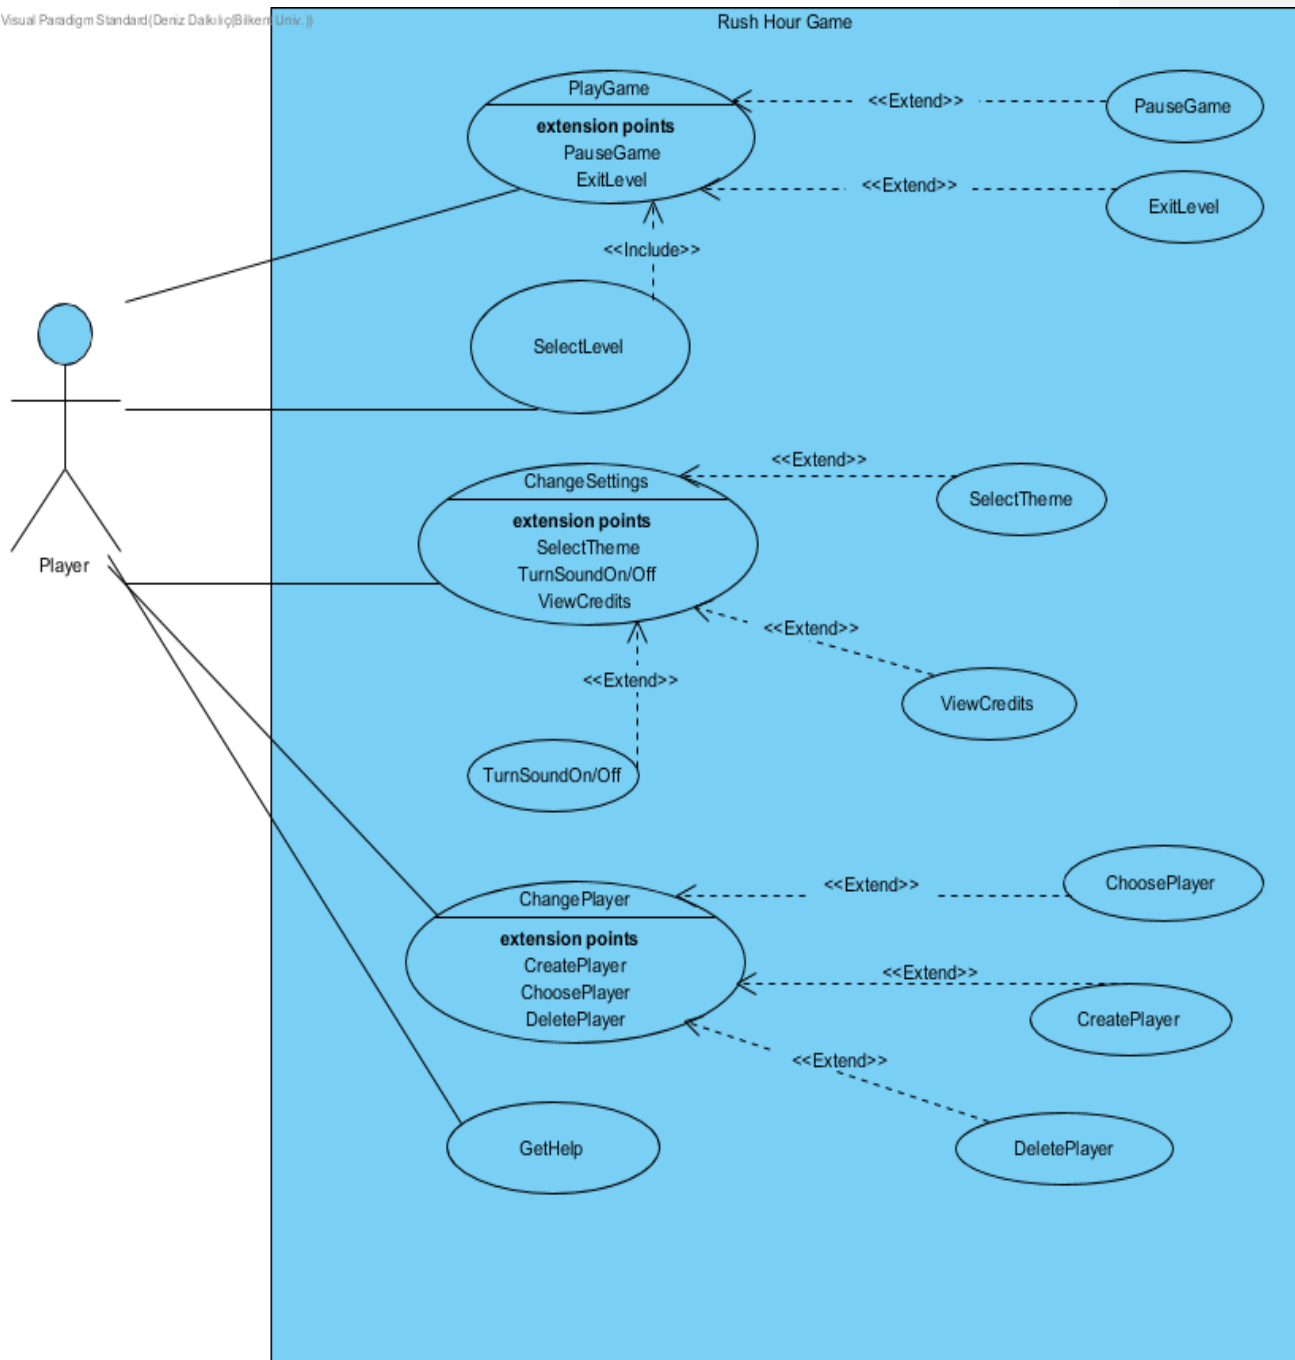 Visual Paradigm Standard(Deniz Dalkılıç(Bilkent Univ.))
Rush Hour Game
PlayGame
extension points
PauseGame
ExitLevel
<<Extend>>
PauseGame
<<Extend>>
ExitLevel
<<Include>>
SelectLevel
Player
ChangeSettings
extension points
SelectTheme
TurnSoundOn/Off
ViewCredits
<<Extend>>
SelectTheme
<<Extend>>
ViewCredits
<<Extend>>
TurnSoundOn/Off
ChangePlayer
extension points
CreatePlayer
ChoosePlayer
DeletePlayer
<<Extend>>
ChoosePlayer
<<Extend>>
CreatePlayer
<<Extend>>
DeletePlayer
GetHelp